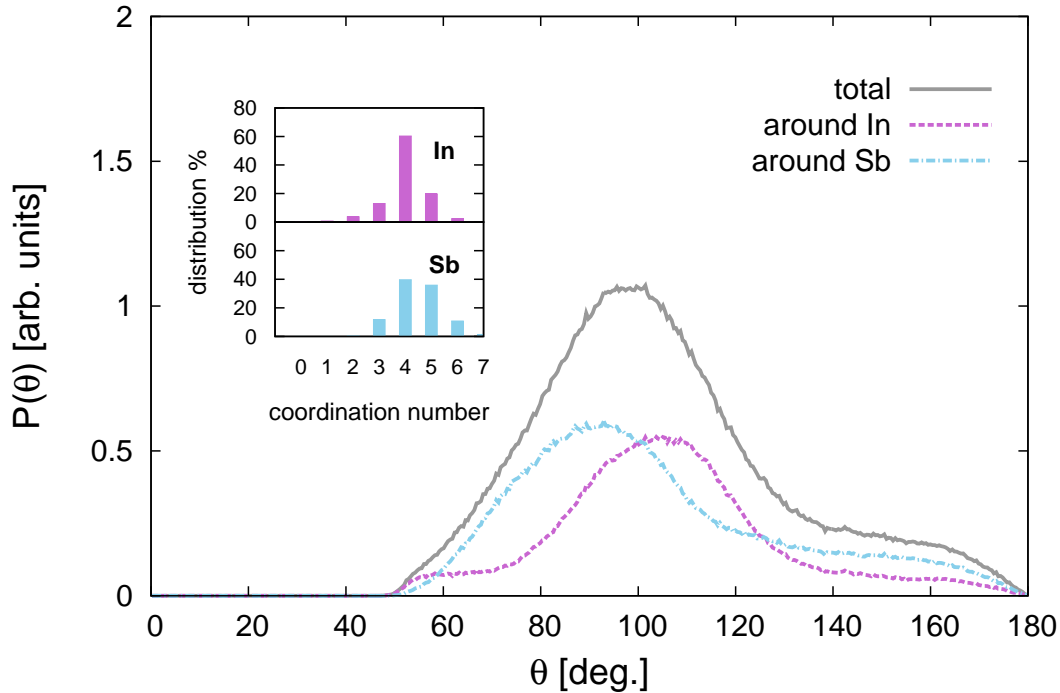 P(θ) [arb. units]
2
1.5
1
0.5
0
0 20 40 60 80 100 120 140 160 180
θ [deg.]
total
around In
around Sb
distribution %
80
60
40
20
0
In
60
40
20
0
Sb
0 1 2 3 4 5 6 7
coordination number